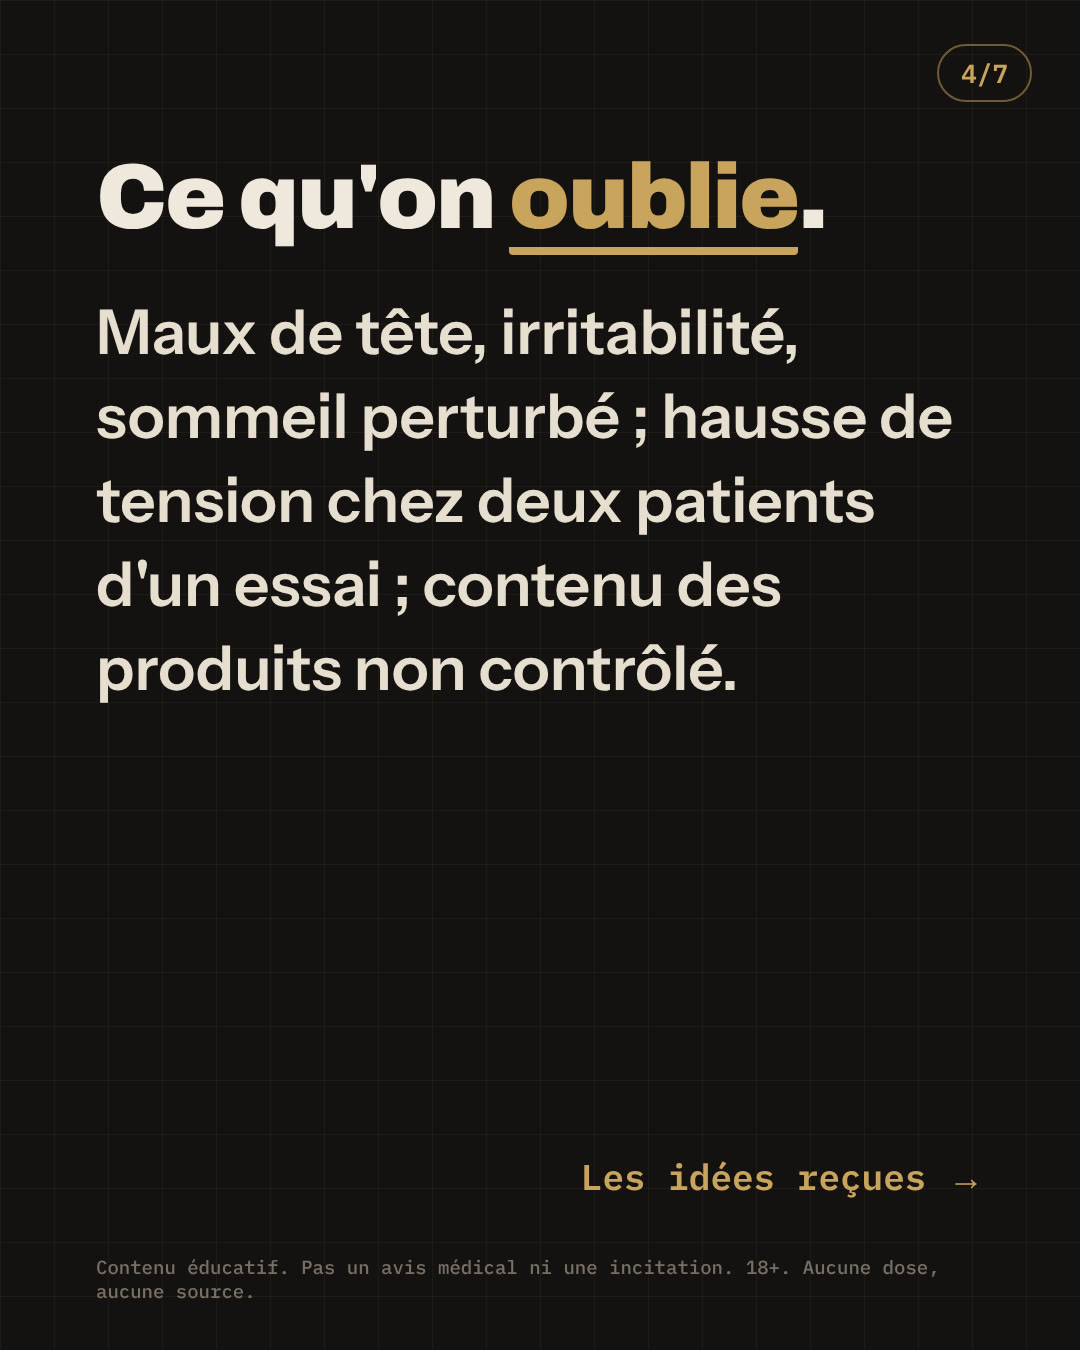 4/7
Ce qu'on oublie.
Maux de tête, irritabilité,
sommeil perturbé ; hausse de
tension chez deux patients
d'un essai ; contenu des
produits non contrôlé.
Les idées reçues →
Contenu éducatif. Pas un avis médical ni une incitation. 18+. Aucune dose,
aucune source.